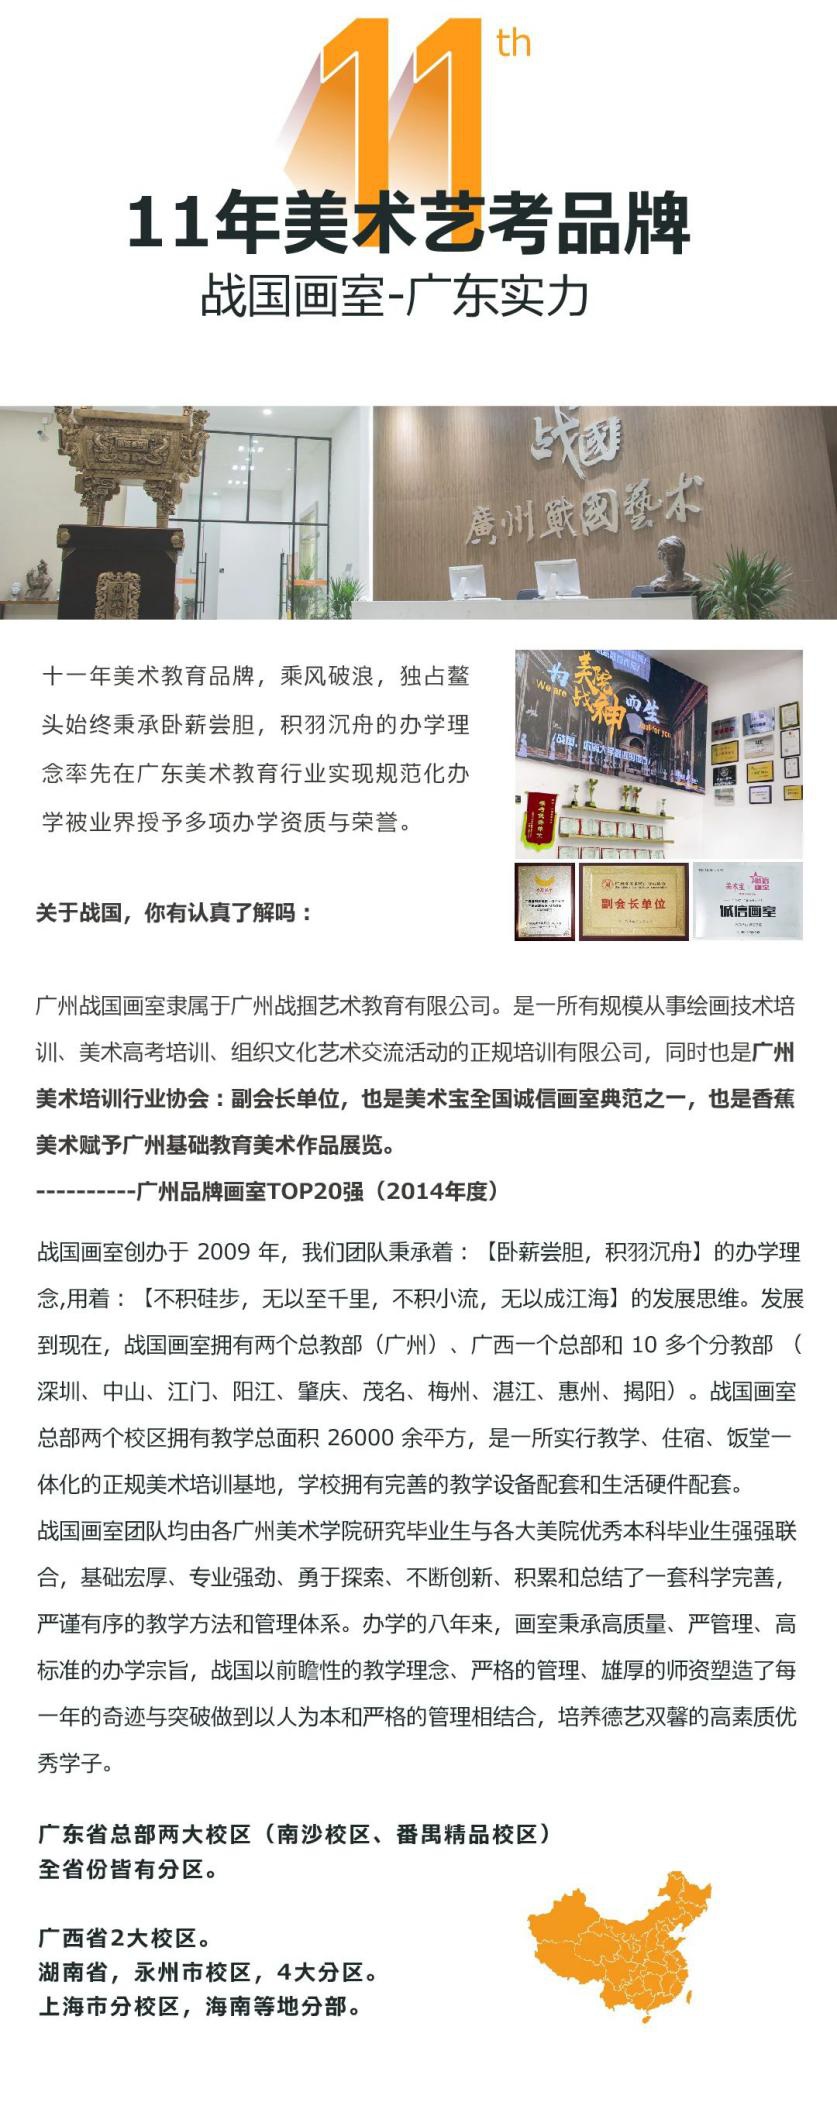 11th
11年美术艺考品牌
战国画室-广东实力
战國
廣州戰國藝术
十一年美术教育品牌，乘风破浪，独占鳌
头始终秉承卧薪尝胆，积羽沉舟的办学理
念率先在广东美术教育行业实现规范化办
学被业界授予多项办学资质与荣誉。
为美院战神而生
We are
副会长单位
美术宝
诚信画室
关于战国，你有认真了解吗：
广州战国画室隶属于广州战掴艺术教育有限公司。是一所有规模从事绘画技术培
训、美术高考培训、组织文化艺术交流活动的正规培训有限公司，同时也是广州
美术培训行业协会：副会长单位，也是美术宝全国诚信画室典范之一，也是香蕉
美术赋予广州基础教育美术作品展览。
----------广州品牌画室TOP20强（2014年度）
战国画室创办于 2009 年，我们团队秉承着：【卧薪尝胆，积羽沉舟】的办学理
念,用着：【不积硅步，无以至千里，不积小流，无以成江海】的发展思维。发展
到现在，战国画室拥有两个总教部（广州）、广西一个总部和 10 多个分教部 （
深圳、中山、江门、阳江、肇庆、茂名、梅州、湛江、惠州、揭阳）。战国画室
总部两个校区拥有教学总面积 26000 余平方，是一所实行教学、住宿、饭堂一
体化的正规美术培训基地，学校拥有完善的教学设备配套和生活硬件配套。
战国画室团队均由各广州美术学院研究毕业生与各大美院优秀本科毕业生强强联
合，基础宏厚、专业强劲、勇于探索、不断创新、积累和总结了一套科学完善，
严谨有序的教学方法和管理体系。办学的八年来，画室秉承高质量、严管理、高
标准的办学宗旨，战国以前瞻性的教学理念、严格的管理、雄厚的师资塑造了每
一年的奇迹与突破做到以人为本和严格的管理相结合，培养德艺双馨的高素质优
秀学子。
广东省总部两大校区（南沙校区、番禺精品校区）
全省份皆有分区。
广西省2大校区。
湖南省，永州市校区，4大分区。
上海市分校区，海南等地分部。